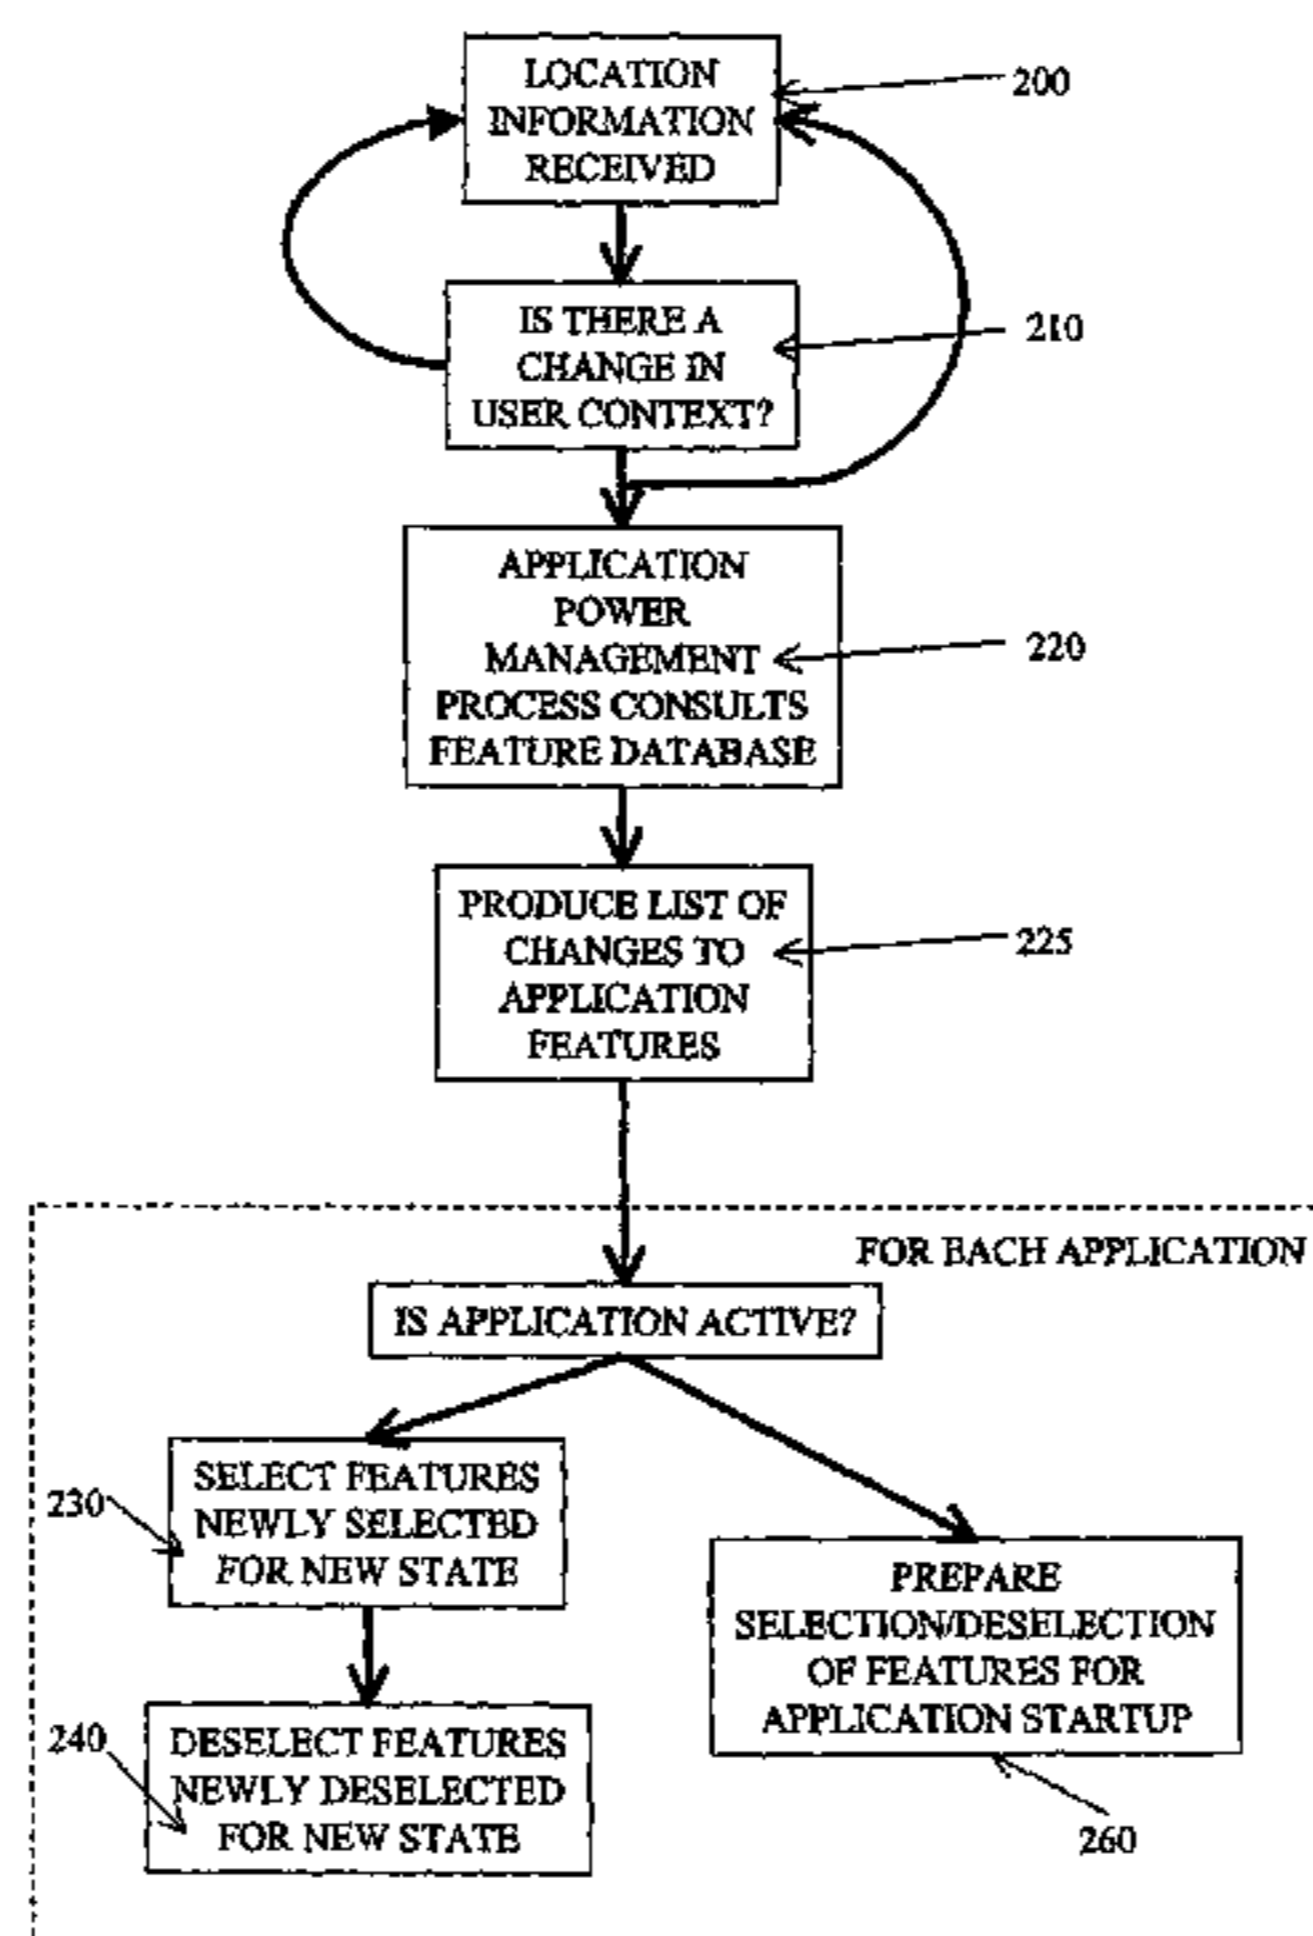 LOCATION
INFORMATION
RECEIVED
200
IS THERE A
CHANGE IN
USER CONTEXT?
210
APPLICATION
POWER
MANAGEMENT
PROCESS CONSULTS
FEATURE DATABASE
220
PRODUCE LIST OF
CHANGES TO
APPLICATION
FEATURES
225
FOR EACH APPLICATION
IS APPLICATION ACTIVE?
SELECT FEATURES
NEWLY SELECTED
FOR NEW STATE
230
PREPARE
SELECTION/DESELECTION
OF FEATURES FOR
APPLICATION STARTUP
260
DESELECT FEATURES
NEWLY DESELECTED
FOR NEW STATE
240